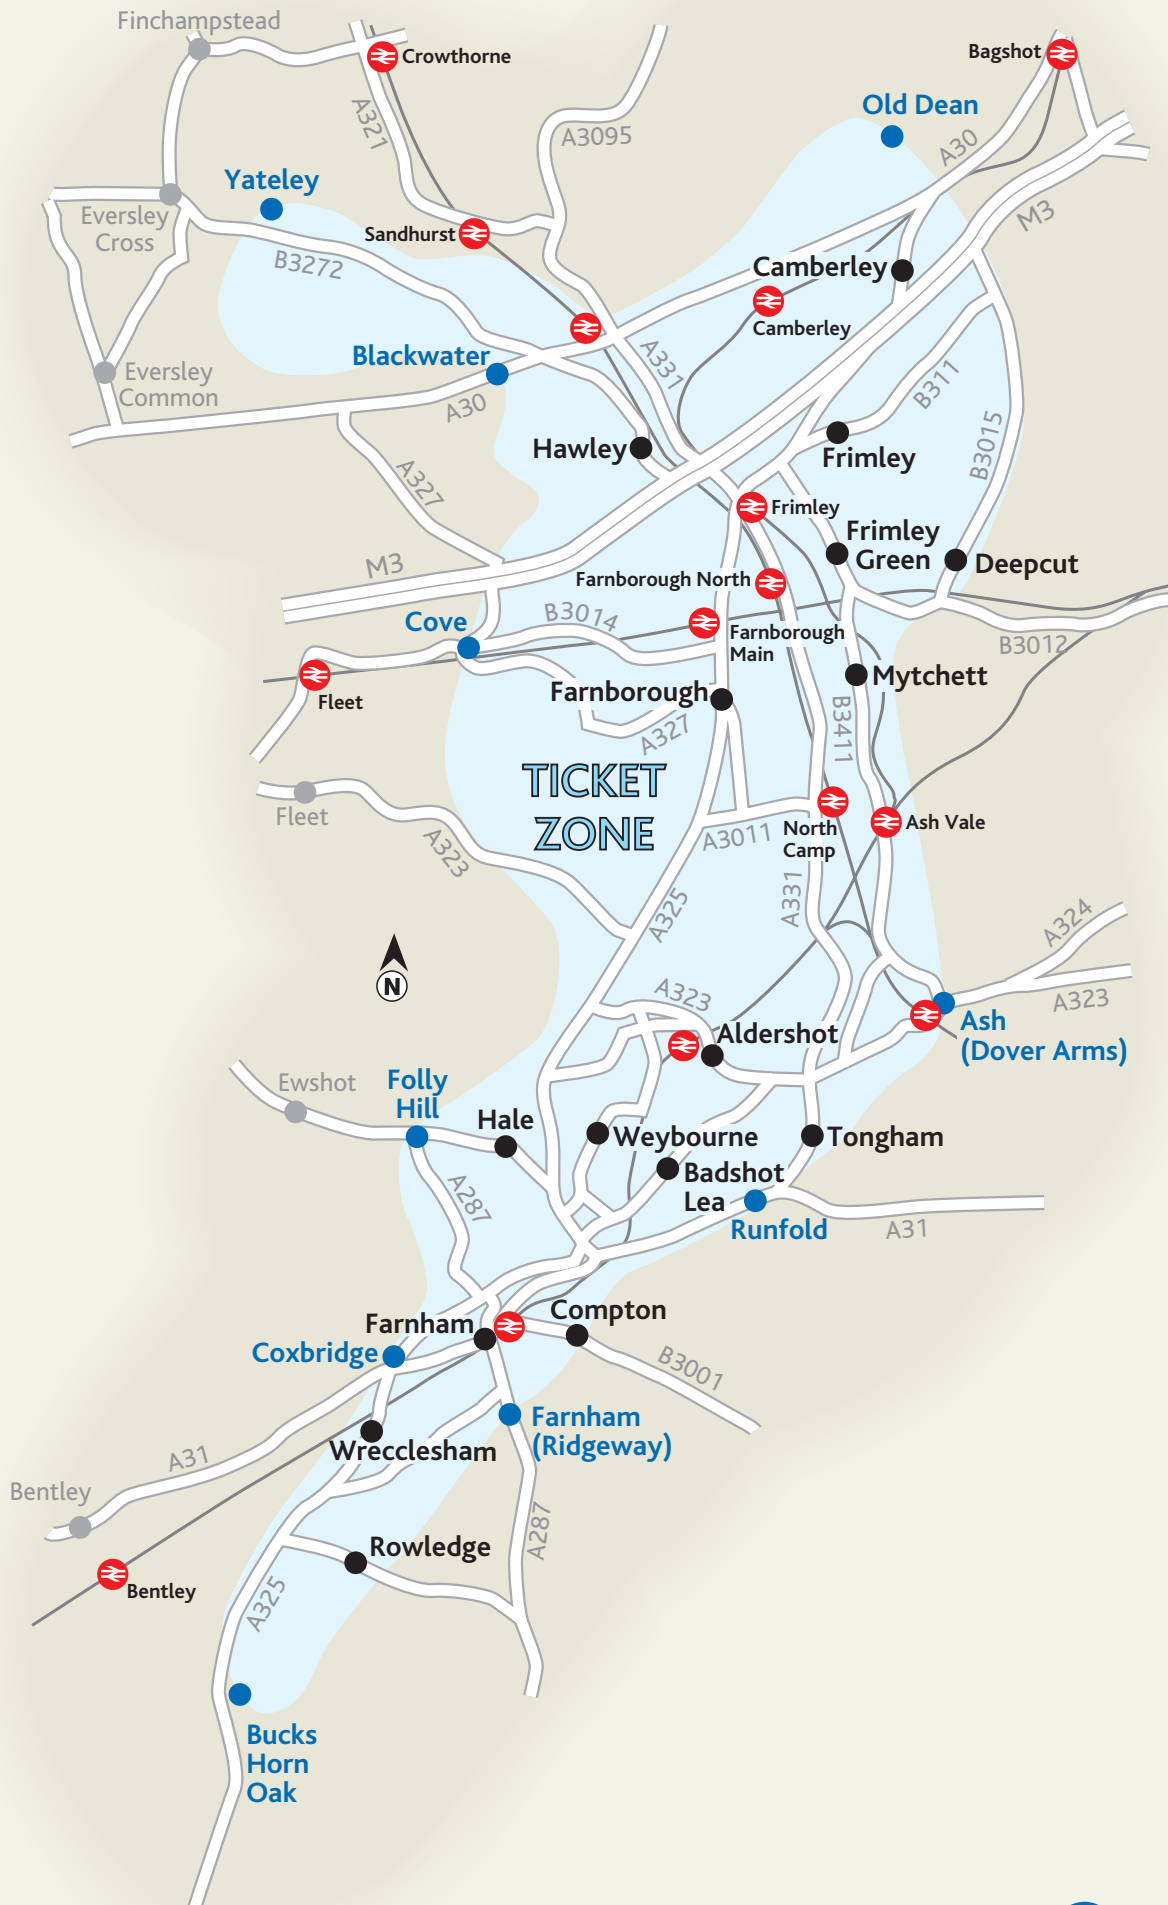 Finchampstead
Crowthorne
Bagshot
Old Dean
A321
A3095
A30
Yateley
Eversley
Cross
Sandhurst
M3
B3272
Camberley
Camberley
Blackwater
A331
Eversley
Common
A30
B311
Hawley
Frimley
B3015
A327
Frimley
Frimley
Green
Deepcut
M3
Farnborough North
Cove
B3014
Farnborough
Main
B3012
Mytchett
Fleet
Farnborough
A327
B3411
TICKET
ZONE
Fleet
A323
A3011
North
Camp
Ash Vale
A325
A331
A324
N
A323
A323
Ash
(Dover Arms)
Aldershot
Ewshot
Folly
Hill
Hale
Weybourne
Tongham
Badshot
Lea
A287
Runfold
A31
Farnham
Compton
Coxbridge
B3001
Farnham
(Ridgeway)
Wrecclesham
A31
Bentley
A287
Rowledge
Bentley
A325
Bucks
Horn
Oak